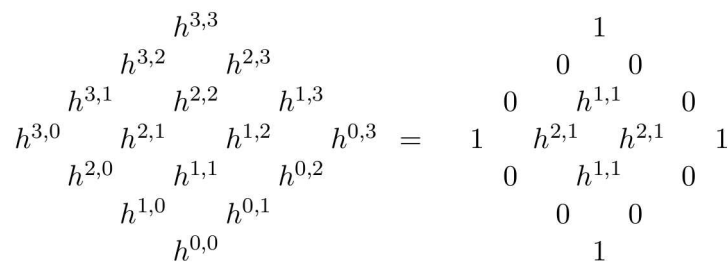 h^{3,3} 1
h^{3,2} h^{2,3} 0 0
h^{3,1} h^{2,2} h^{1,3} 0 h^{1,1} 0
h^{3,0} h^{2,1} h^{1,2} h^{0,3} = 1 h^{2,1} h^{2,1} 1
h^{2,0} h^{1,1} h^{0,2} 0 h^{1,1} 0
h^{1,0} h^{0,1} 0 0
h^{0,0} 1